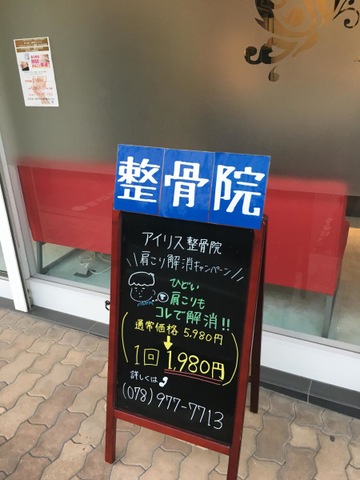 整骨院
アイリス整骨院
肩こり解消キャンペーン
ひどい
肩こりも
コレで解消!!
通常価格 5,980円
1回 1,980円
詳しくは
(078) 977-7713